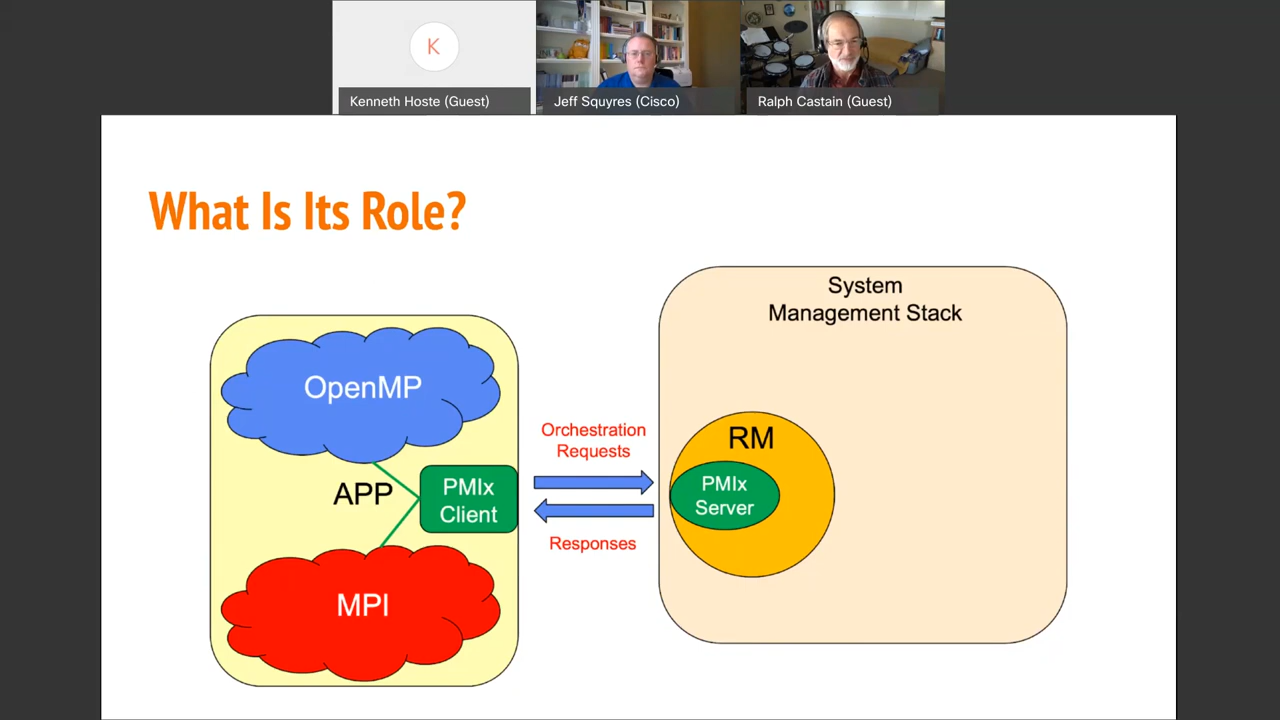 K
Kenneth Hoste (Guest)
Jeff Squyres (Cisco)
Ralph Castain (Guest)
What Is Its Role?
OpenMP
APP
PMIx
Client
MPI
Orchestration
Requests
Responses
System
Management Stack
RM
PMIx
Server